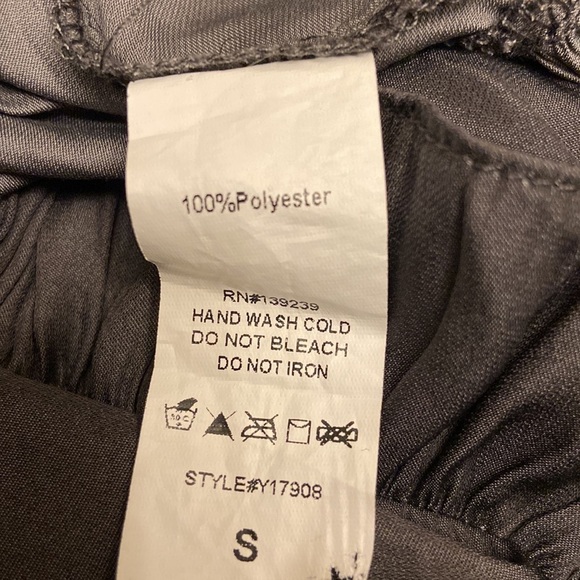 100%Polyester
RN#139239
HAND WASH COLD
DO NOT BLEACH
DO NOT IRON
STYLE#Y17908
S